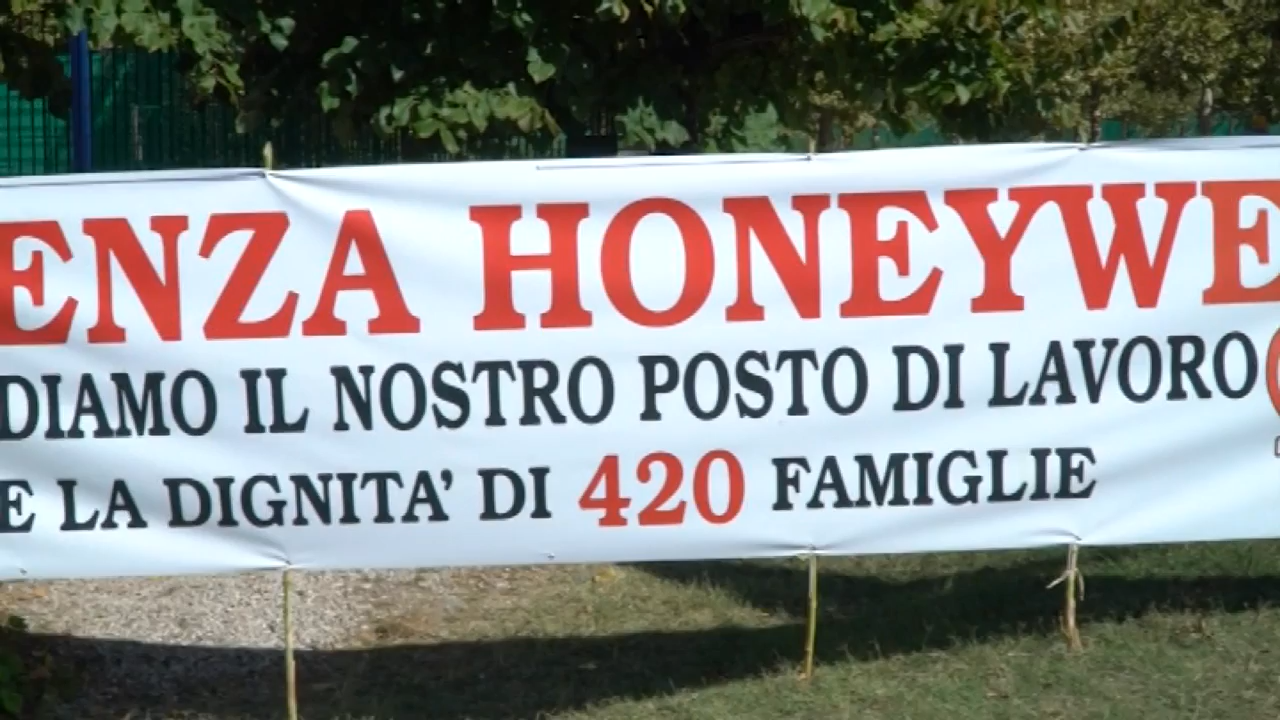 ENZA HONEYWE
DIAMO IL NOSTRO POSTO DI LAVORO
E LA DIGNITA' DI 420 FAMIGLIE